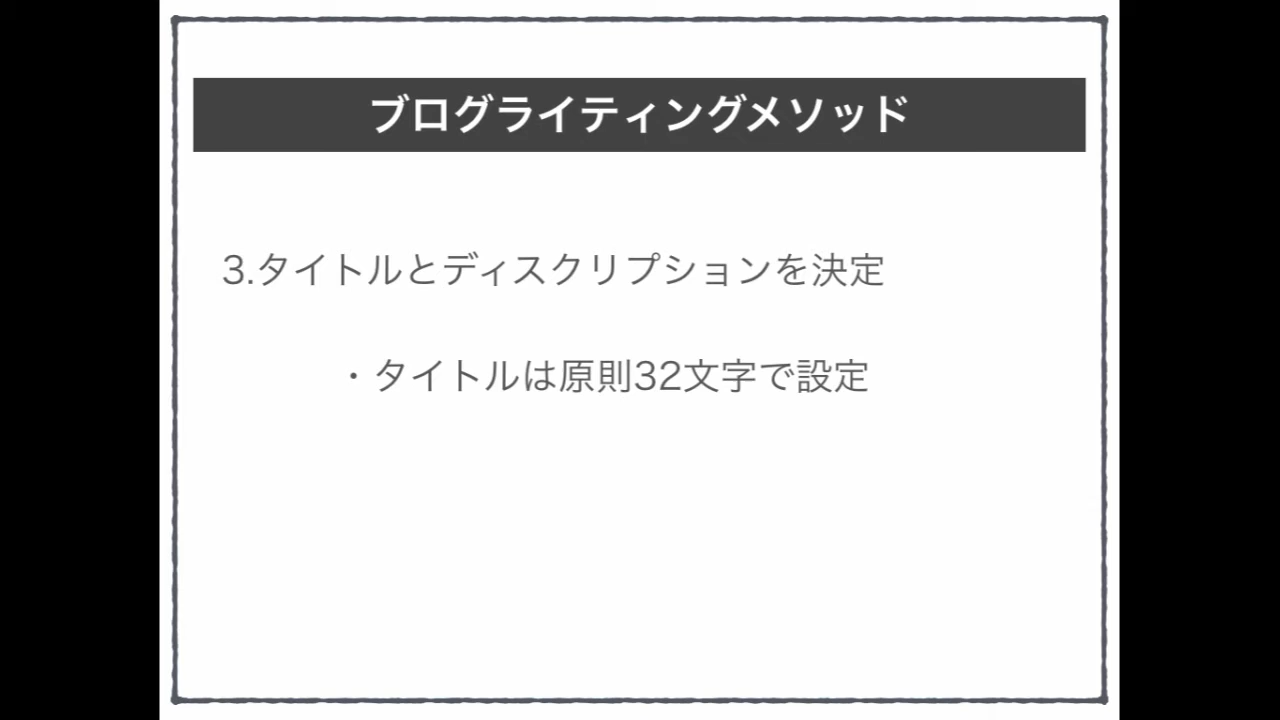 ブログライティングメソッド
3.タイトルとディスクリプションを決定
・タイトルは原則32文字で設定